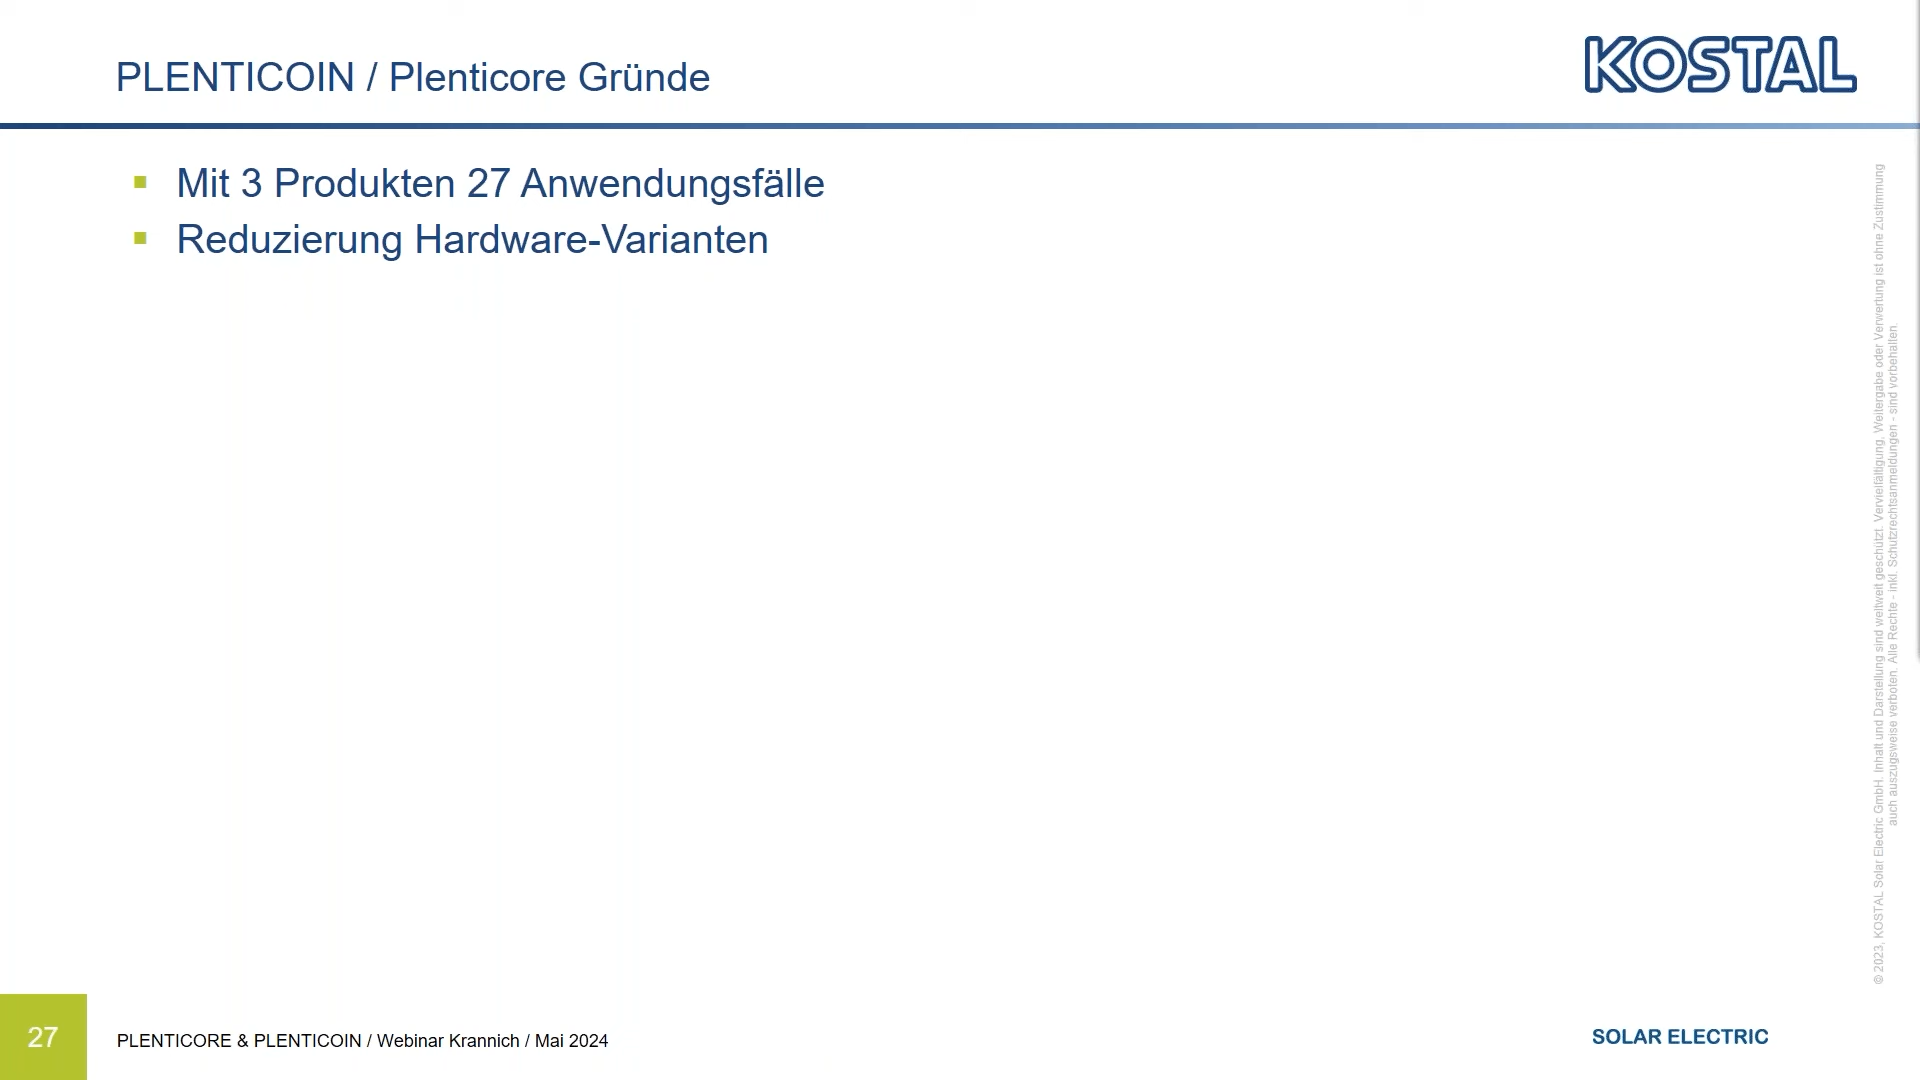 PLENTICOIN / Plenticore Gründe
KOSTAL
Mit 3 Produkten 27 Anwendungsfälle
Reduzierung Hardware-Varianten
© 2023, KOSTAL Solar Electric GmbH. Inhalt und Darstellung sind weltweit geschützt. Vervielfältigung, Weitergabe oder Verwertung ist ohne Zustimmung
auch auszugsweise verboten. Alle Rechte - inkl. Schutzrechtsanmeldungen - sind vorbehalten.
27
PLENTICORE & PLENTICOIN / Webinar Krannich / Mai 2024
SOLAR ELECTRIC